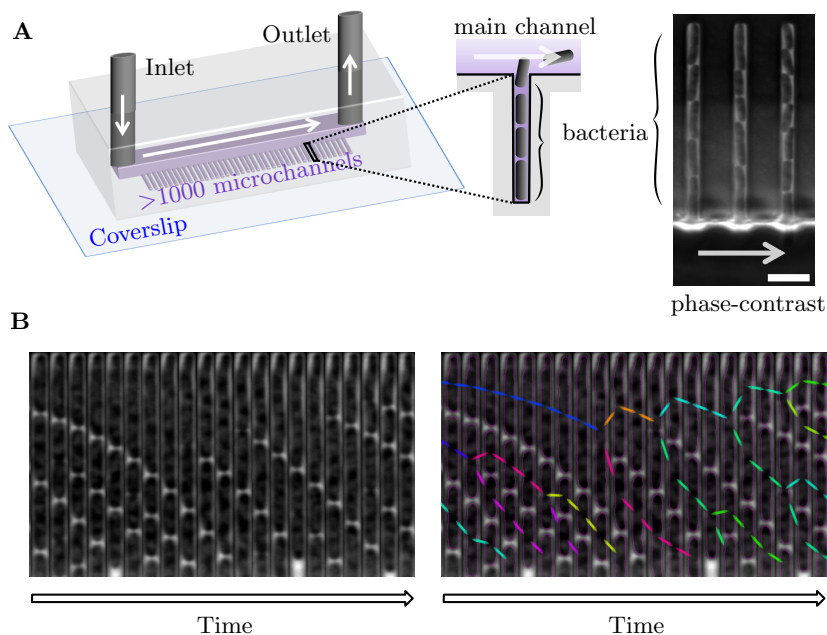 A
Inlet
Outlet
main channel
bacteria
>1000 microchannels
Coverslip
phase-contrast
B
Time
Time